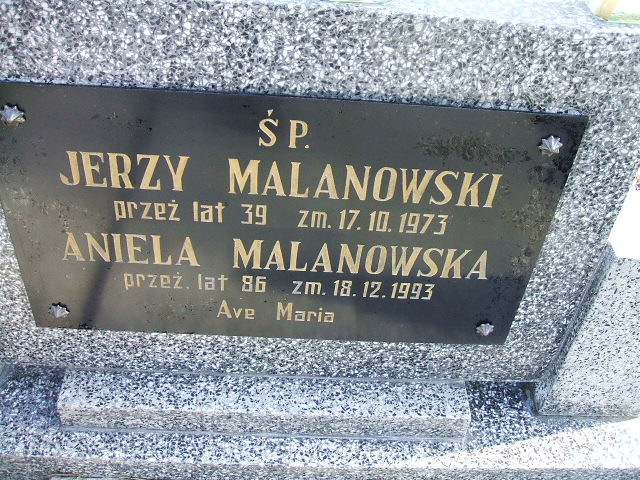 Ś P.
JERZY MALANOWSKI
przeż lat 39 zm. 17.10.1973
ANIELA MALANOWSKA
przeż. lat 86 zm. 18.12.1993
Ave Maria